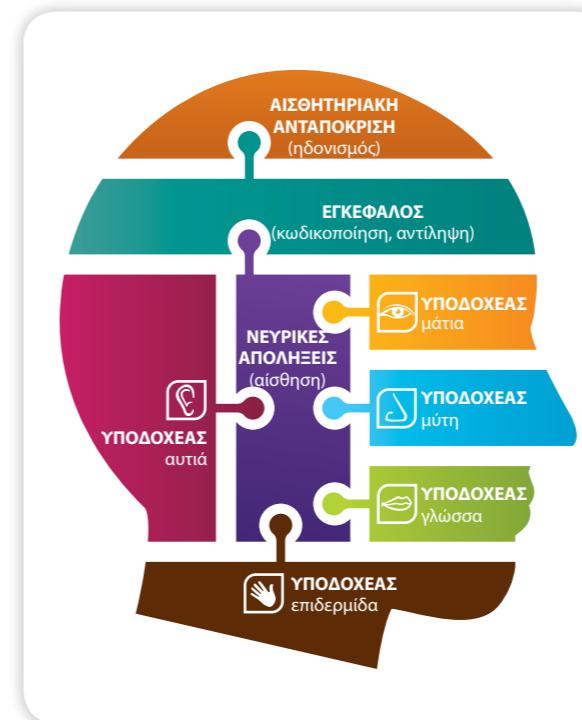 ΑΙΣΘΗΤΗΡΙΑΚΗ
ΑΝΤΑΠΟΚΡΙΣΗ
(ηδονισμός)
ΕΓΚΕΦΑΛΟΣ
(κωδικοποίηση, αντίληψη)
ΝΕΥΡΙΚΕΣ
ΑΠΟΛΗΞΕΙΣ
(αίσθηση)
ΥΠΟΔΟΧΕΑΣ
αυτιά
ΥΠΟΔΟΧΕΑΣ
μάτια
ΥΠΟΔΟΧΕΑΣ
μύτη
ΥΠΟΔΟΧΕΑΣ
γλώσσα
ΥΠΟΔΟΧΕΑΣ
επιδερμίδα